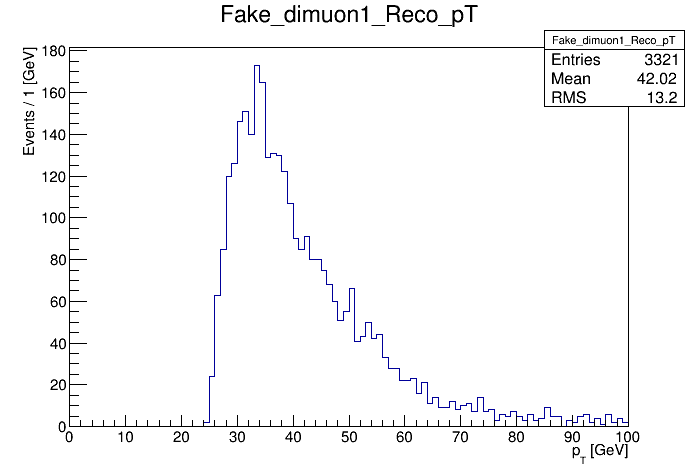 Fake_dimuon1_Reco_pT
Fake_dimuon1_Reco_pT
Entries 3321
Mean 42.02
RMS 13.2
Events / 1 [GeV]
180
160
140
120
100
80
60
40
20
0
0 10 20 30 40 50 60 70 80 90 100
p_T [GeV]